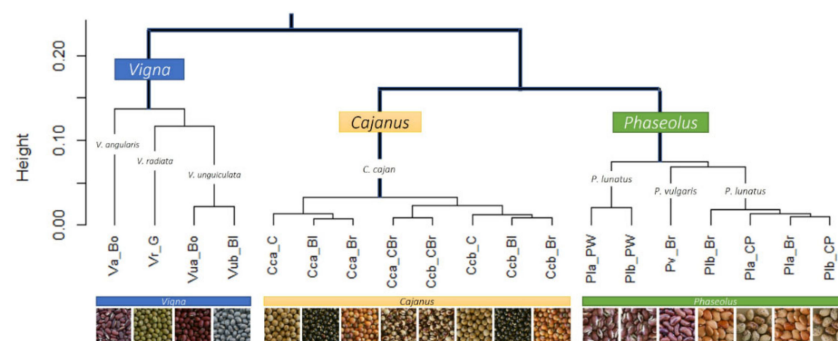 0.20
Vigna
Cajanus
Phaseolus
Height
0.10
V. angularis
V. radiata
V. unguiculata
C. cajan
P. lunatus
P. vulgaris
P. lunatus
0.00
Va_Bo
Vr_G
Vua_Bo
Vub_Bl
Cca_C
Cca_Bl
Cca_Br
Cca_CBr
Ccb_CBr
Ccb_C
Ccb_Bl
Ccb_Br
Pla_PW
Plb_PW
Pv_Br
Plb_Br
Pla_CP
Pla_Br
Plb_CP
Vigna
Cajanus
Phaseolus